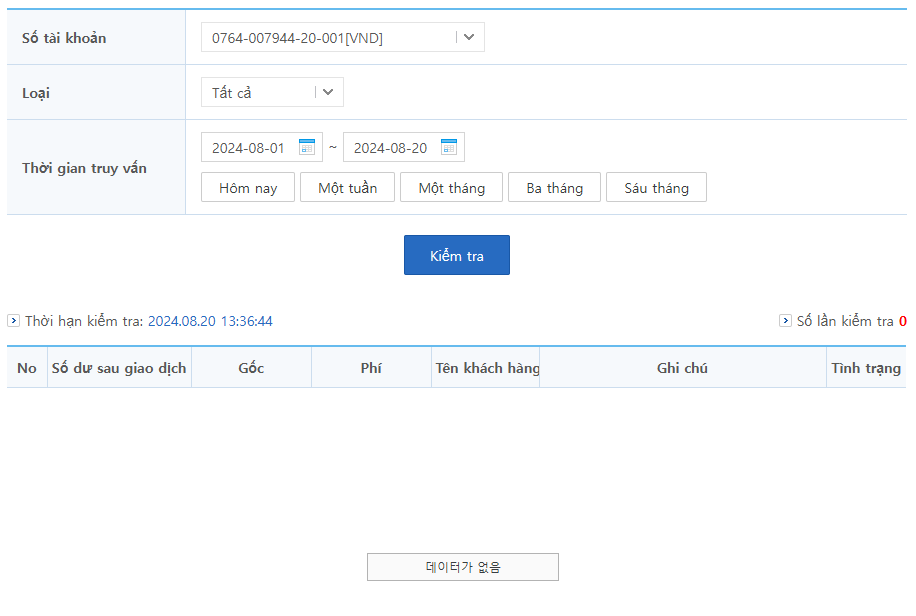 Số tài khoản 0764-007944-20-001[VND]
Loại Tất cả
Thời gian truy vấn 2024-08-01 ~ 2024-08-20
Hôm nay Một tuần Một tháng Ba tháng Sáu tháng
Kiểm tra
Thời hạn kiểm tra: 2024.08.20 13:36:44 Số lần kiểm tra 0
No Số dư sau giao dịch Gốc Phí Tên khách hàng Ghi chú Tình trạng
데이터가 없음